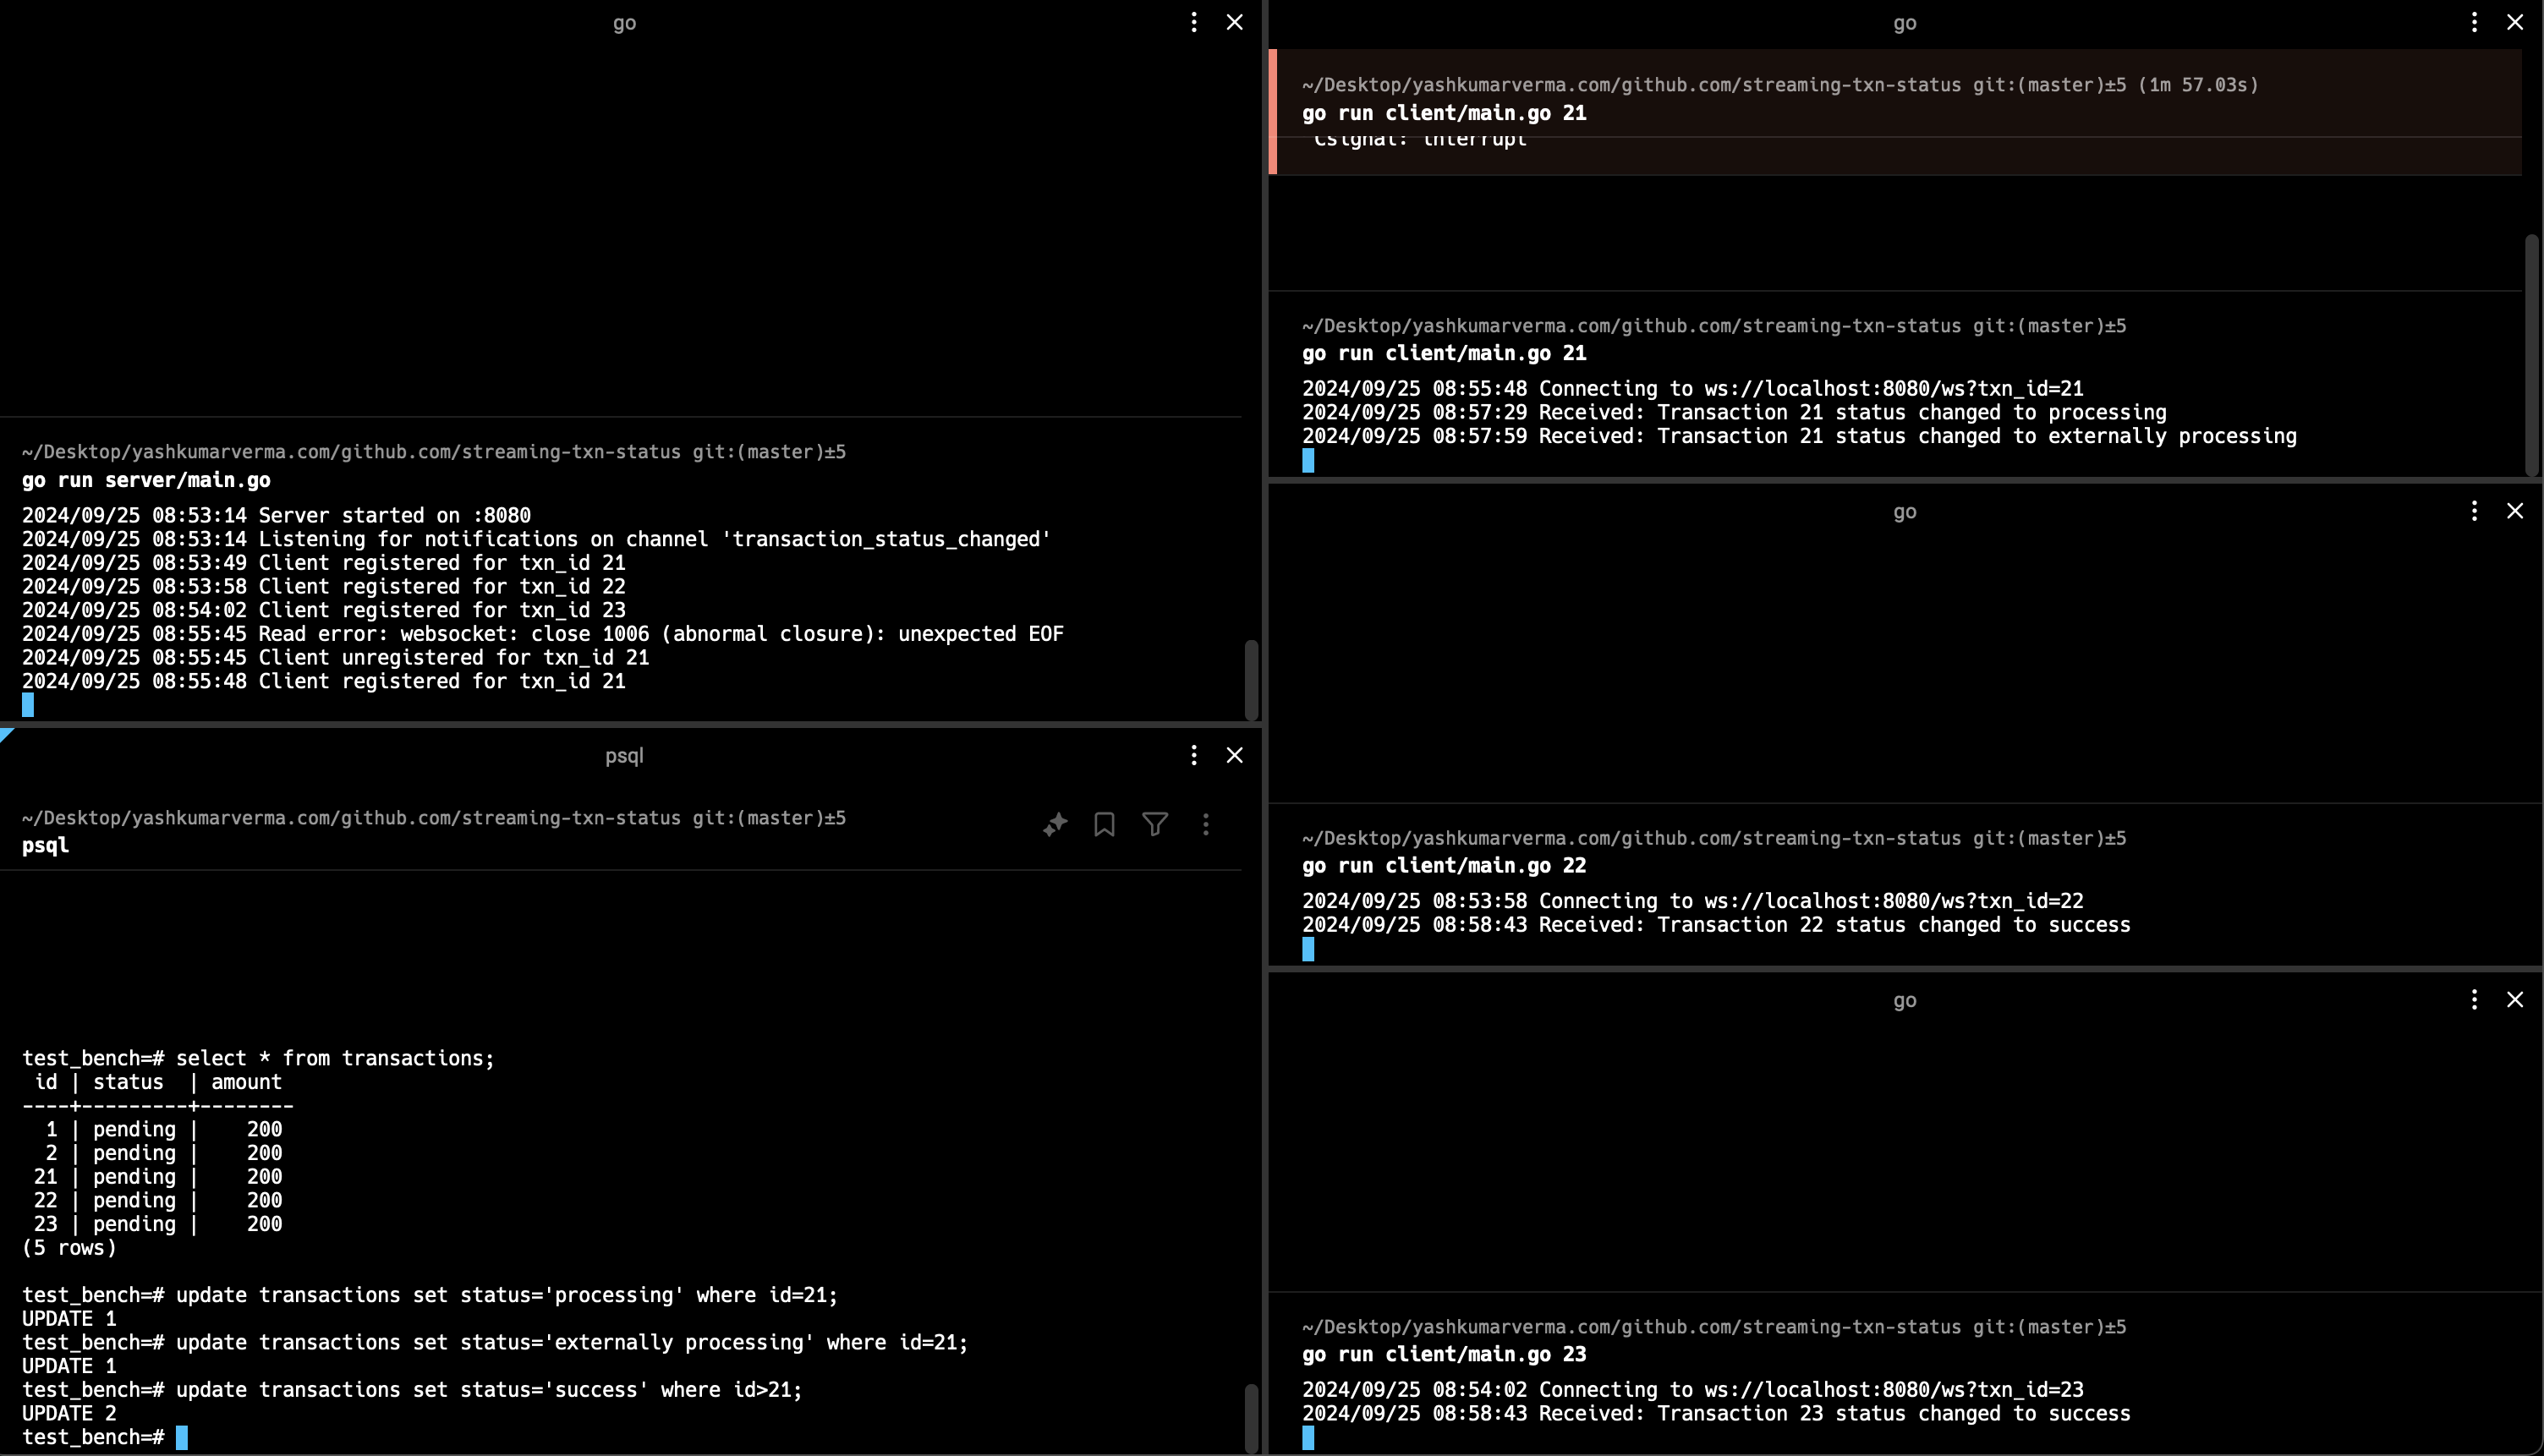 go
~/Desktop/yashkumarverma.com/github.com/streaming-txn-status git:(master)±5
go run server/main.go
2024/09/25 08:53:14 Server started on :8080
2024/09/25 08:53:14 Listening for notifications on channel 'transaction_status_changed'
2024/09/25 08:53:49 Client registered for txn_id 21
2024/09/25 08:53:58 Client registered for txn_id 22
2024/09/25 08:54:02 Client registered for txn_id 23
2024/09/25 08:55:45 Read error: websocket: close 1006 (abnormal closure): unexpected EOF
2024/09/25 08:55:45 Client unregistered for txn_id 21
2024/09/25 08:55:48 Client registered for txn_id 21
psql
~/Desktop/yashkumarverma.com/github.com/streaming-txn-status git:(master)±5
psql
test_bench=# select * from transactions;
id | status | amount
----+---------+--------
1 | pending | 200
2 | pending | 200
21 | pending | 200
22 | pending | 200
23 | pending | 200
(5 rows)
test_bench=# update transactions set status='processing' where id=21;
UPDATE 1
test_bench=# update transactions set status='externally processing' where id=21;
UPDATE 1
test_bench=# update transactions set status='success' where id>21;
UPDATE 2
test_bench=#
go
~/Desktop/yashkumarverma.com/github.com/streaming-txn-status git:(master)±5 (1m 57.03s)
go run client/main.go 21
Csignal: interrupt
~/Desktop/yashkumarverma.com/github.com/streaming-txn-status git:(master)±5
go run client/main.go 21
2024/09/25 08:55:48 Connecting to ws://localhost:8080/ws?txn_id=21
2024/09/25 08:57:29 Received: Transaction 21 status changed to processing
2024/09/25 08:57:59 Received: Transaction 21 status changed to externally processing
go
~/Desktop/yashkumarverma.com/github.com/streaming-txn-status git:(master)±5
go run client/main.go 22
2024/09/25 08:53:58 Connecting to ws://localhost:8080/ws?txn_id=22
2024/09/25 08:58:43 Received: Transaction 22 status changed to success
go
~/Desktop/yashkumarverma.com/github.com/streaming-txn-status git:(master)±5
go run client/main.go 23
2024/09/25 08:54:02 Connecting to ws://localhost:8080/ws?txn_id=23
2024/09/25 08:58:43 Received: Transaction 23 status changed to success